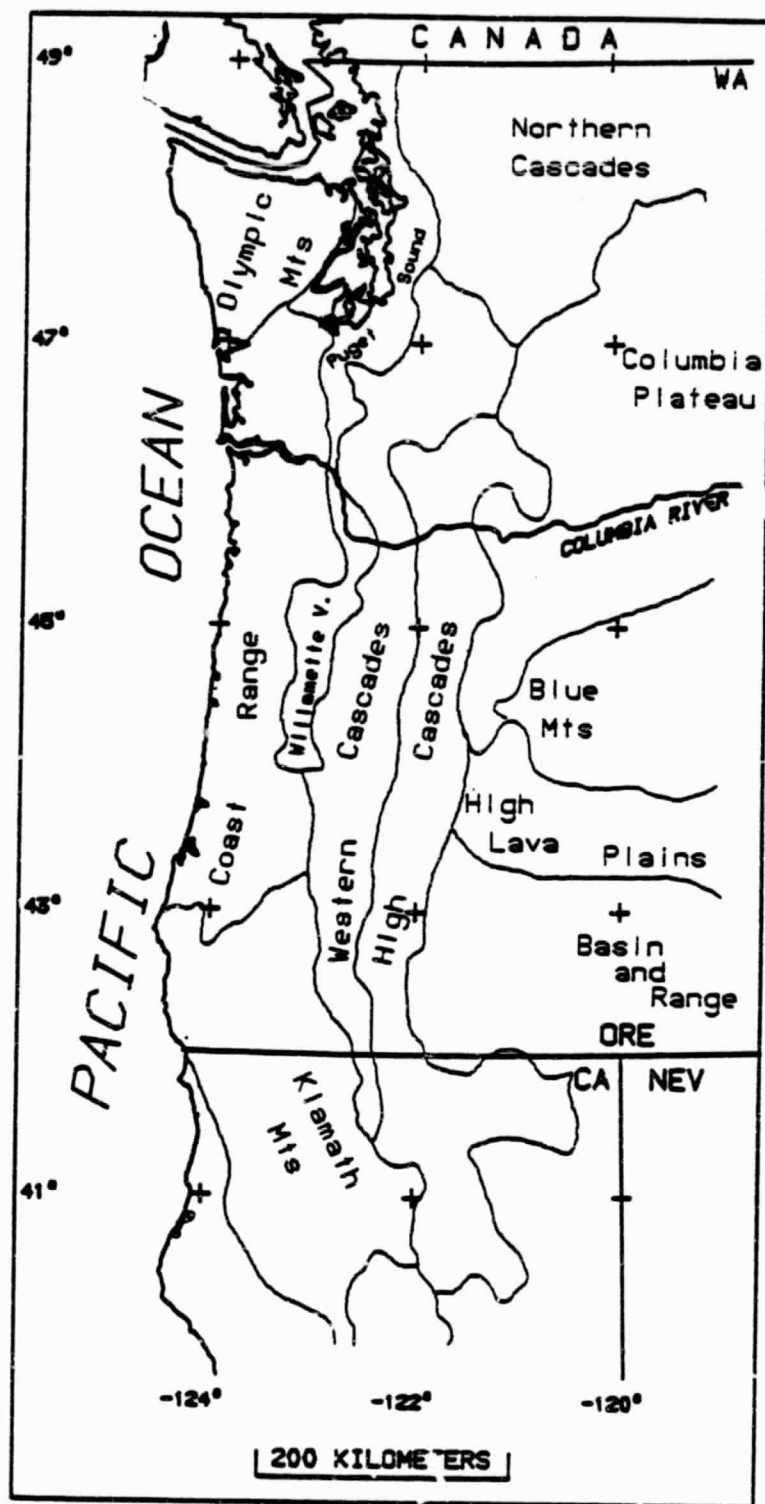 CANADA
49°
WA
Northern
Cascades
Olympic
Mts
Puget
Sound
47°
Columbia
Plateau
OCEAN
COLUMBIA RIVER
45°
Range
Willamette V.
Cascades
Cascades
Blue
Mts
High
Lava Plains
Coast
Western
High
43°
PACIFIC
Basin
and
Range
ORE
CA NEV
Klamath
Mts
41°
-124° -122° -120°
200 KILOMETERS